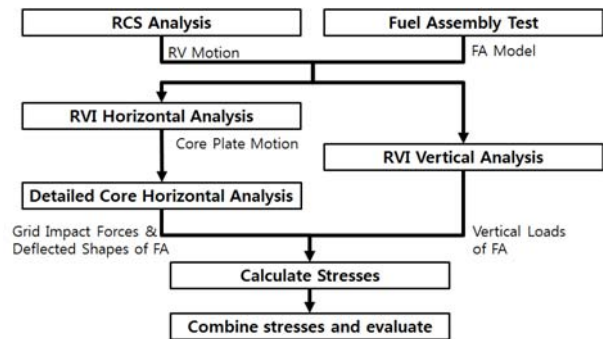 RCS Analysis
Fuel Assembly Test
RV Motion
FA Model
RVI Horizontal Analysis
Core Plate Motion
RVI Vertical Analysis
Detailed Core Horizontal Analysis
Grid Impact Forces &
Deflected Shapes of FA
Vertical Loads
of FA
Calculate Stresses
Combine stresses and evaluate